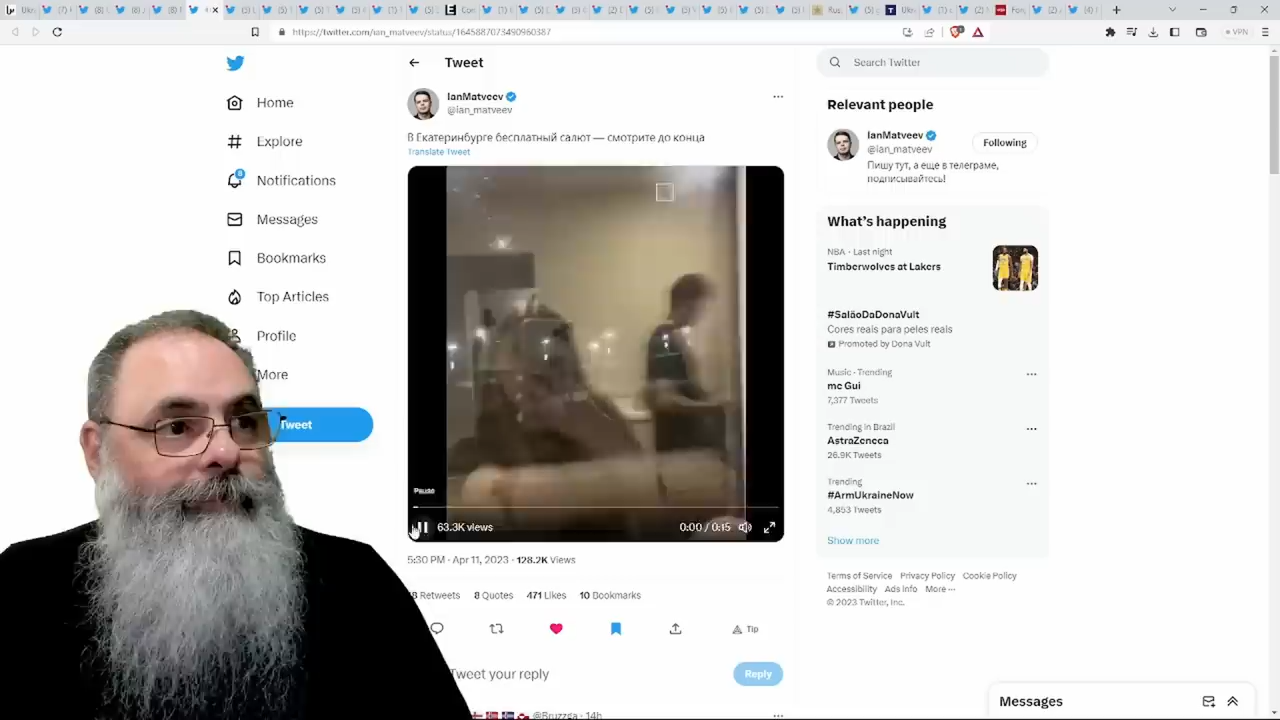 https://twitter.com/ian_matveev/status/1645887073490960387
VPN
Home
Explore
8
Notifications
Messages
Bookmarks
Top Articles
Profile
More
Tweet
Tweet
IanMatveev
@ian_matveev
В Екатеринбурге бесплатный салют — смотрите до конца
Translate Tweet
Pause
63.3K views
0:00 / 0:15
5:30 PM · Apr 11, 2023 · 128.2K Views
Retweets 8 Quotes 471 Likes 10 Bookmarks
Tip
Tweet your reply
Reply
@Bruzzga · 14h
Search Twitter
Relevant people
IanMatveev
@ian_matveev
Following
Пишу тут, а еще в телеграме,
подписывайтесь!
What's happening
NBA · Last night
Timberwolves at Lakers
#SalãoDaDonaVult
Cores reais para peles reais
Promoted by Dona Vult
Music · Trending
mc Gui
7,377 Tweets
Trending in Brazil
AstraZeneca
26.9K Tweets
Trending
#ArmUkraineNow
4,853 Tweets
Show more
Terms of Service Privacy Policy Cookie Policy
Accessibility Ads info More ···
© 2023 Twitter, Inc.
Messages